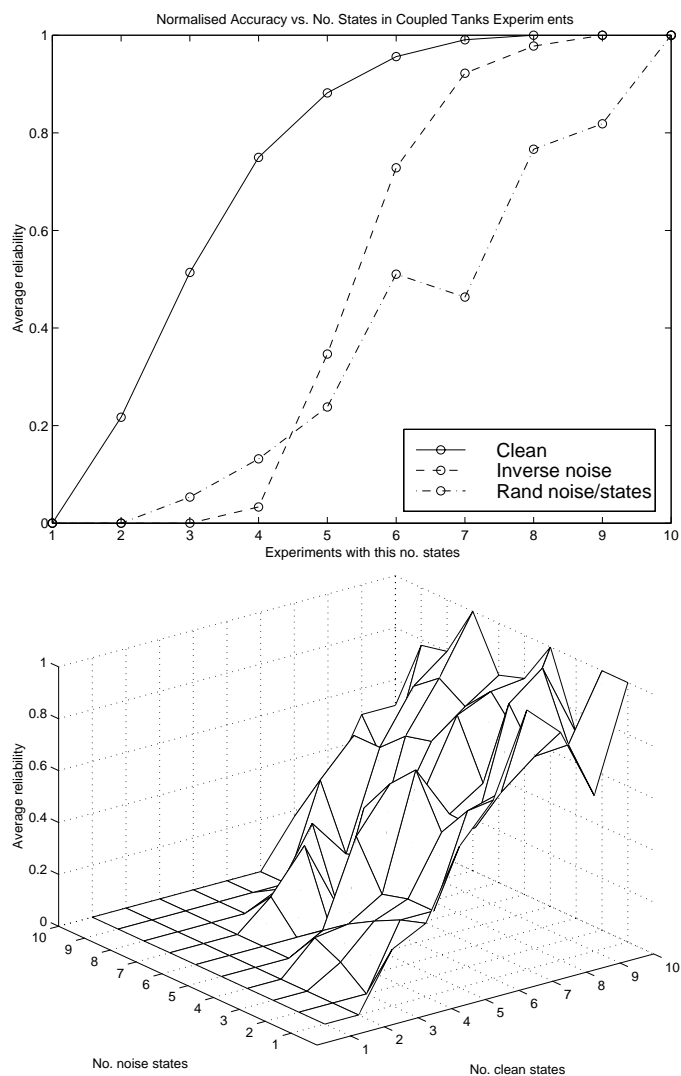 Normalised Accuracy vs. No. States in Coupled Tanks Experim ents
1
0.8
0.6
0.4
0.2
0
Average reliability
Clean
Inverse noise
Rand noise/states
1 2 3 4 5 6 7 8 9 10
Experiments with this no. states
1
0.8
0.6
0.4
0.2
0
Average reliability
10 9 8 7 6 5 4 3 2 1
No. noise states
1 2 3 4 5 6 7 8 9 10
No. clean states